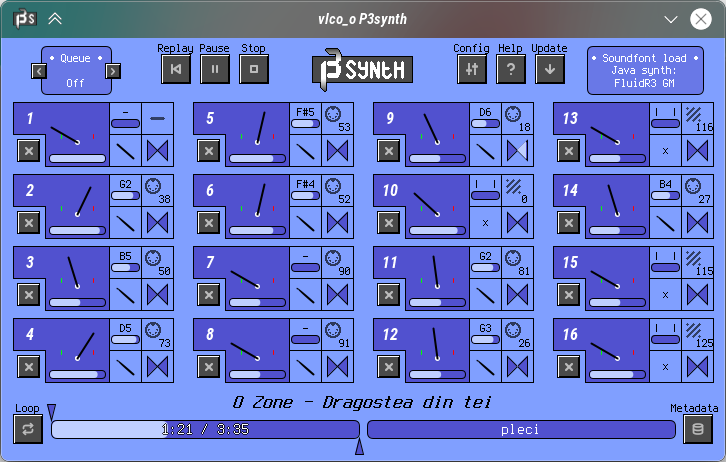 β3s
vlco_o P3synth
Queue
Off
Replay
Pause
Stop
β3 SYNTH
Config
Help
Update
Soundfont load
Java synth:
FluidR3 GM
1
-
5
F#5
53
9
D6
18
13
116
2
G2
38
6
F#4
52
10
x
0
14
B4
27
3
B5
50
7
-
90
11
G2
81
15
115
x
4
D5
73
8
-
91
12
G3
26
16
125
x
O Zone - Dragostea din tei
Loop
1:21 / 3:35
pleci
Metadata